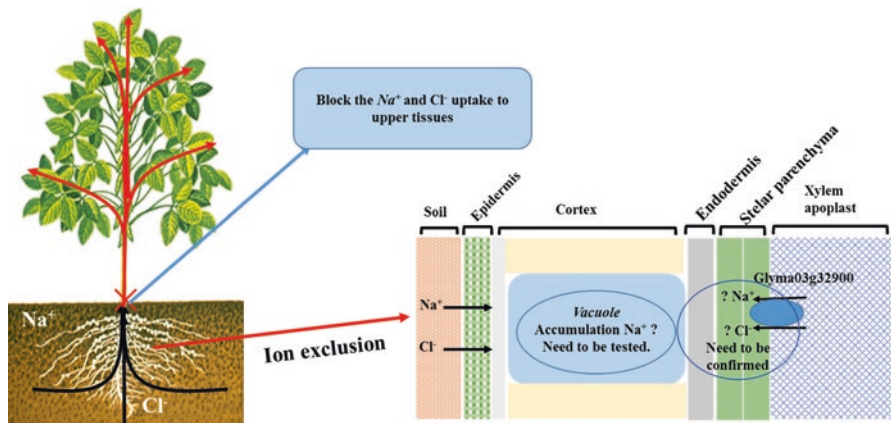 Block the Na⁺ and Cl⁻ uptake to
upper tissues
Na⁺
Cl⁻
Ion exclusion
Soil
Epidermis
Cortex
Endodermis
Stelar parenchyma
Xylem
apoplast
Na⁺
Cl⁻
Vacuole
Accumulation Na⁺ ?
Need to be tested.
Glyma03g32900
? Na⁺
? Cl⁻
Need to be
confirmed